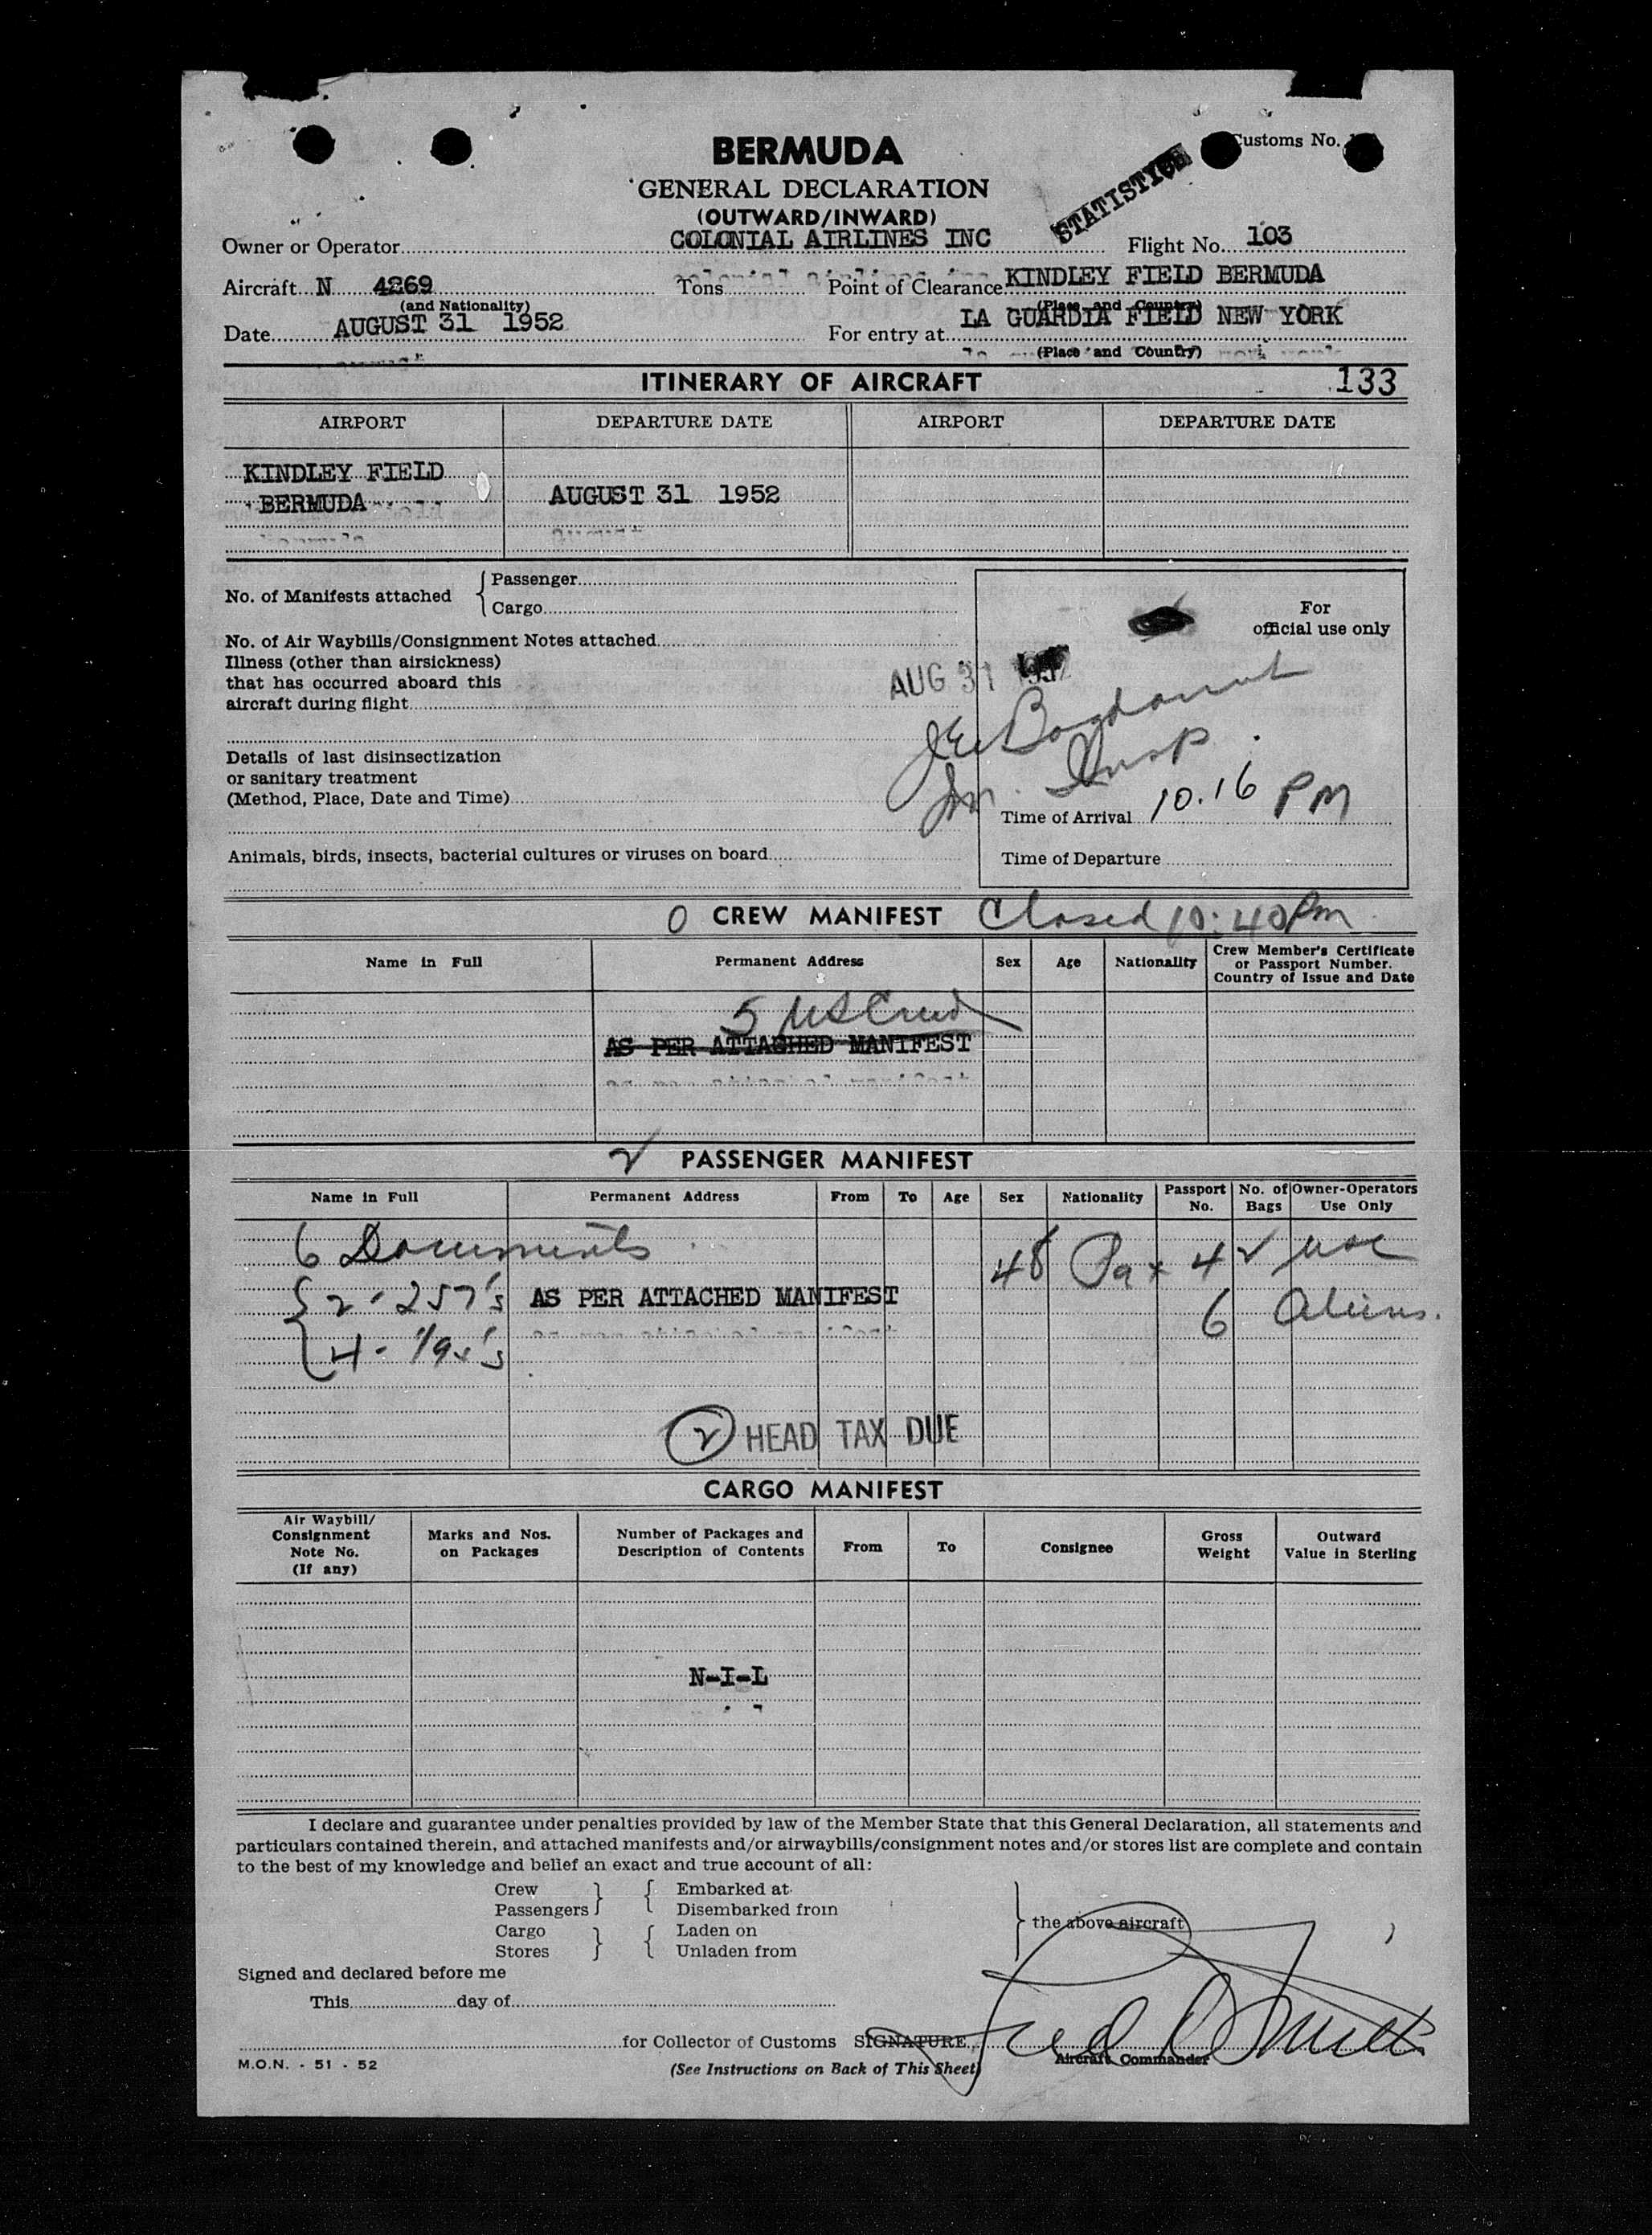 Customs No.
BERMUDA
GENERAL DECLARATION
(OUTWARD/INWARD)
STATISTICS
Owner or Operator COLONIAL AIRLINES INC Flight No. 103
Aircraft N 4269 Tons Point of Clearance KINDLEY FIELD BERMUDA
(and Nationality) (Place and Country)
Date AUGUST 31 1952 For entry at LA GUARDIA FIELD NEW YORK
(Place and Country)
ITINERARY OF AIRCRAFT 133
AIRPORT DEPARTURE DATE AIRPORT DEPARTURE DATE
KINDLEY FIELD
BERMUDA AUGUST 31 1952
No. of Manifests attached { Passenger
Cargo
For
official use only
No. of Air Waybills/Consignment Notes attached
Illness (other than airsickness)
that has occurred aboard this
aircraft during flight
AUG 31 1952
Details of last disinsectization
or sanitary treatment
(Method, Place, Date and Time)
Insp.
Time of Arrival 10.16 PM
Animals, birds, insects, bacterial cultures or viruses on board
Time of Departure
0 CREW MANIFEST Closed 10:40 Pm
Name in Full Permanent Address Sex Age Nationality Crew Member's Certificate
or Passport Number.
Country of Issue and Date
5
AS PER ATTACHED MANIFEST
PASSENGER MANIFEST
Name in Full Permanent Address From To Age Sex Nationality Passport No. No. of Bags Owner-Operators Use Only
6 Documents 48 Pax 42 usc
{ 2 - 257's AS PER ATTACHED MANIFEST 6 Aliens.
4 -
2 HEAD TAX DUE
CARGO MANIFEST
Air Waybill/
Consignment
Note No.
(If any)
Marks and Nos.
on Packages
Number of Packages and
Description of Contents
From To Consignee
Gross
Weight
Outward
Value in Sterling
N-I-L
I declare and guarantee under penalties provided by law of the Member State that this General Declaration, all statements and
particulars contained therein, and attached manifests and/or airwaybills/consignment notes and/or stores list are complete and contain
to the best of my knowledge and belief an exact and true account of all:
Crew } { Embarked at
Passengers Disembarked from
Cargo } { Laden on
Stores Unladen from
} the above aircraft
Signed and declared before me
This day of
for Collector of Customs SIGNATURE
Aircraft Commander
M.O.N. - 51 - 52
(See Instructions on Back of This Sheet)